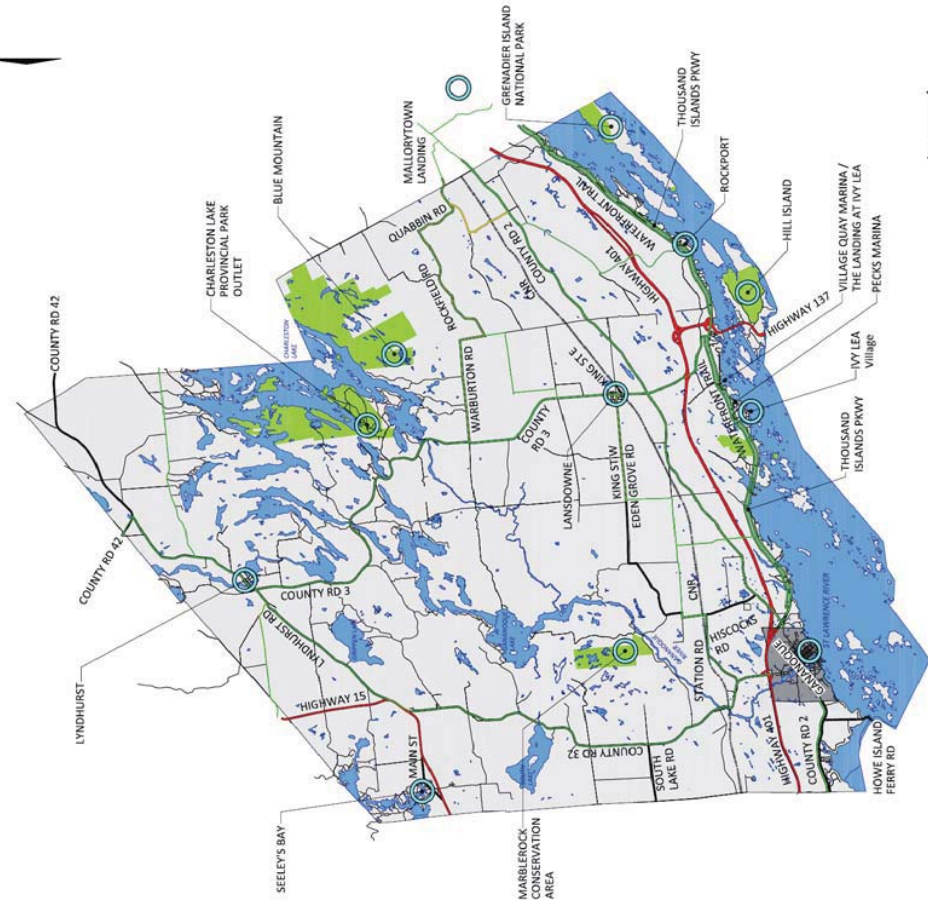 COUNTY RD 42
COUNTY RD 42
CHARLESTON LAKE
PROVINCIAL PARK
OUTLET
BLUE MOUNTAIN
MALLORYTOWN
LANDING
GRENADIER ISLAND
NATIONAL PARK
THOUSAND
ISLANDS PKWY
ROCKPORT
HILL ISLAND
VILLAGE QUAY MARINA /
THE LANDING AT IVY LEA
PECKS MARINA
IVY LEA
Village
THOUSAND
ISLANDS PKWY
HIGHWAY 137
CHARLESTON
LAKE
QUABBIN RD
ROCKFIELD RD
COUNTY RD 2
CNR
WATERFRONT TRAIL
HIGHWAY 401
WARBURTON RD
KING ST E
COUNTY
RD 3
LANSDOWNE
KING ST W
EDEN GROVE RD
WATERFRONT TRAIL
LYNDHURST
COUNTY RD 3
LYNDHURST RD
HIGHWAY 15
MAIN ST
SEELEY'S BAY
GANANOQUE
LAKE
GANANOQUE
RIVER
CNR
HISCOCKS
RD
STATION RD
COUNTY RD 32
SOUTH
LAKE RD
MARBLEROCK
CONSERVATION
AREA
HIGHWAY 401
COUNTY RD 2
GANANOQUE
ST LAWRENCE RIVER
HOWE ISLAND
FERRY RD